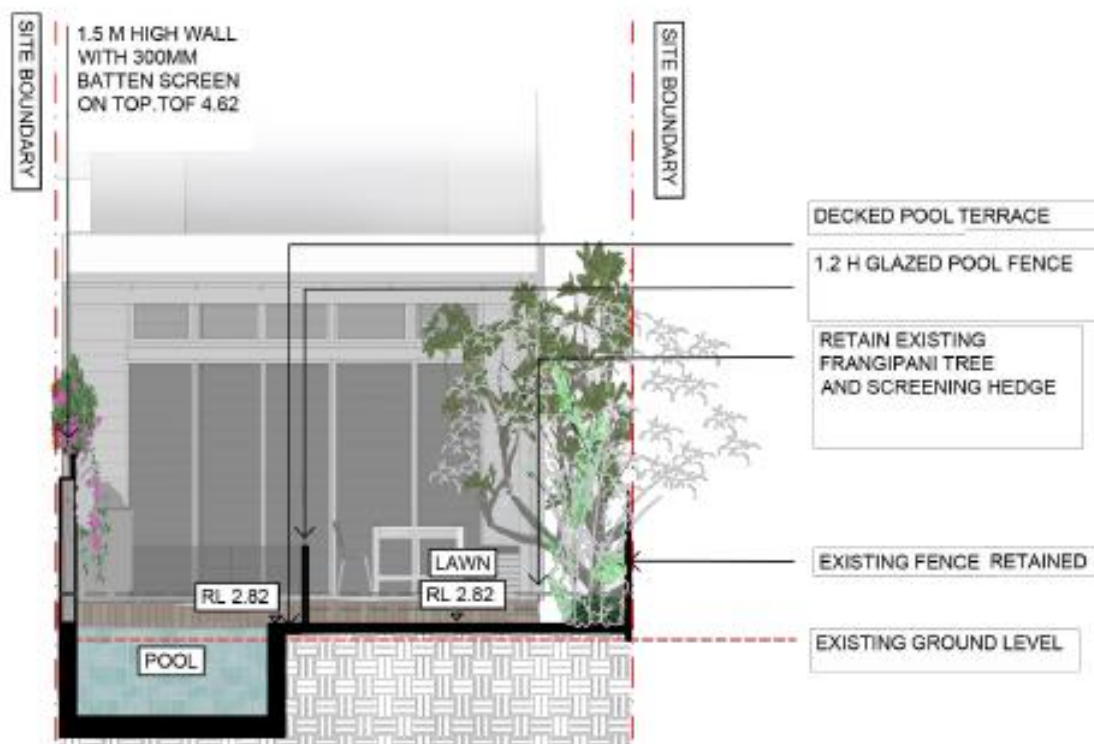 SITE BOUNDARY
1.5 M HIGH WALL
WITH 300MM
BATTEN SCREEN
ON TOP.TOF 4.62
SITE BOUNDARY
DECKED POOL TERRACE
1.2 H GLAZED POOL FENCE
RETAIN EXISTING
FRANGIPANI TREE
AND SCREENING HEDGE
LAWN
RL 2.82
RL 2.82
EXISTING FENCE RETAINED
POOL
EXISTING GROUND LEVEL